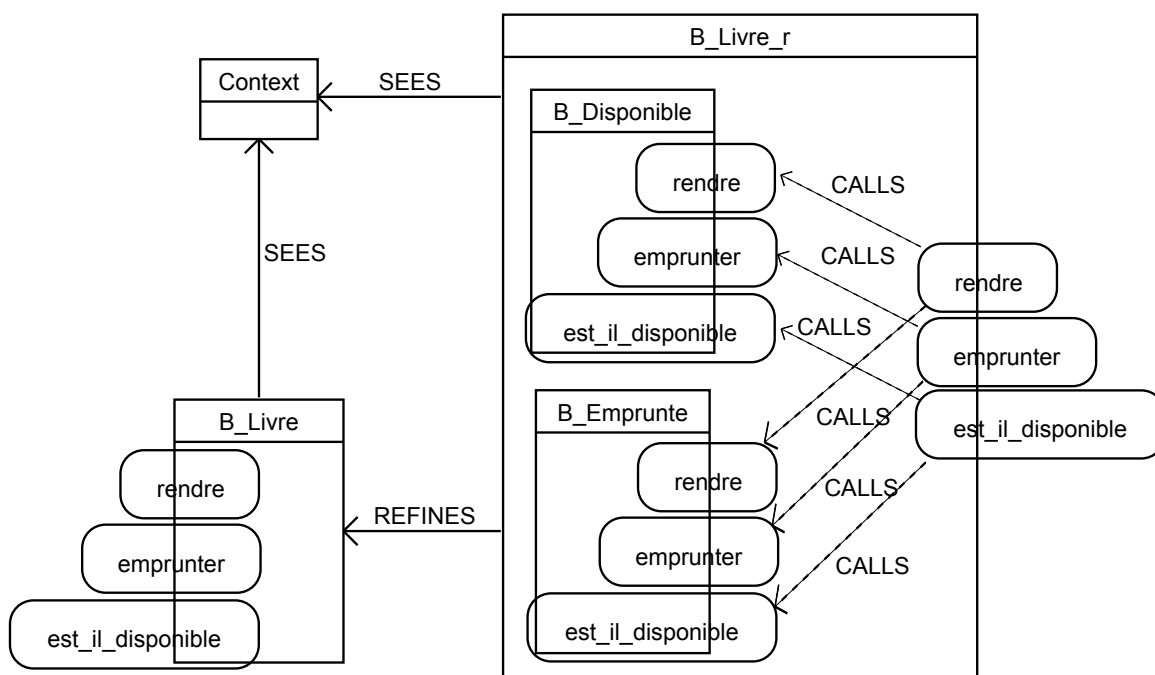 B_Livre_r
Context
SEES
B_Disponible
rendre
CALLS
emprunter
CALLS
SEES
rendre
est_il_disponible
CALLS
emprunter
B_Livre
B_Emprunte
CALLS
est_il_disponible
rendre
rendre
CALLS
REFINES
emprunter
emprunter
CALLS
est_il_disponible
est_il_disponible